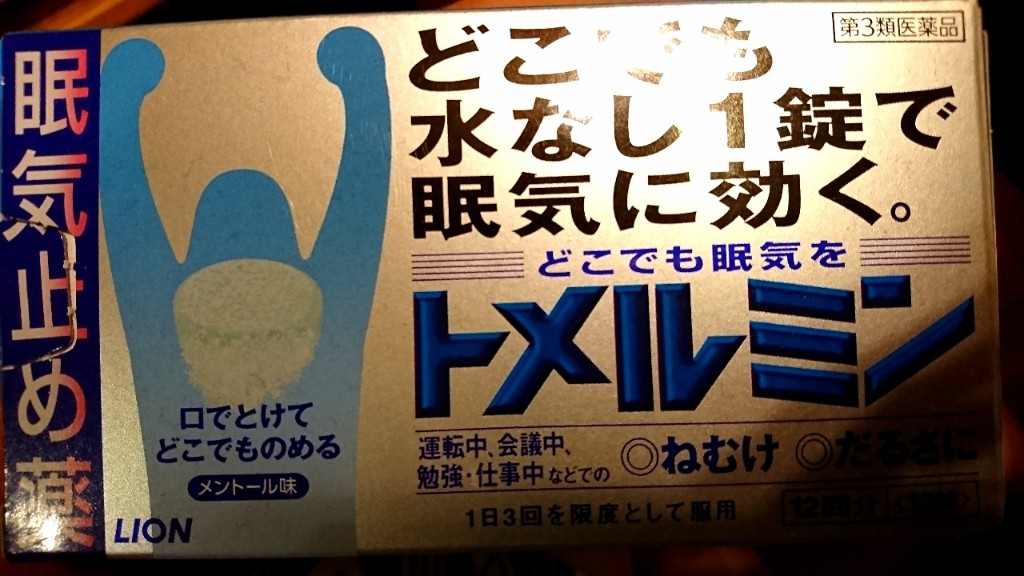 第3類医薬品
眠気止め薬
どこでも
水なし1錠で
眠気に効く。
どこでも眠気を
トメルミン
口でとけて
どこでものめる
メントール味
運転中、会議中、
勉強・仕事中などでの
◎ねむけ ◎だるさに
1日3回を限度として服用
12回分 〈12錠〉
LION